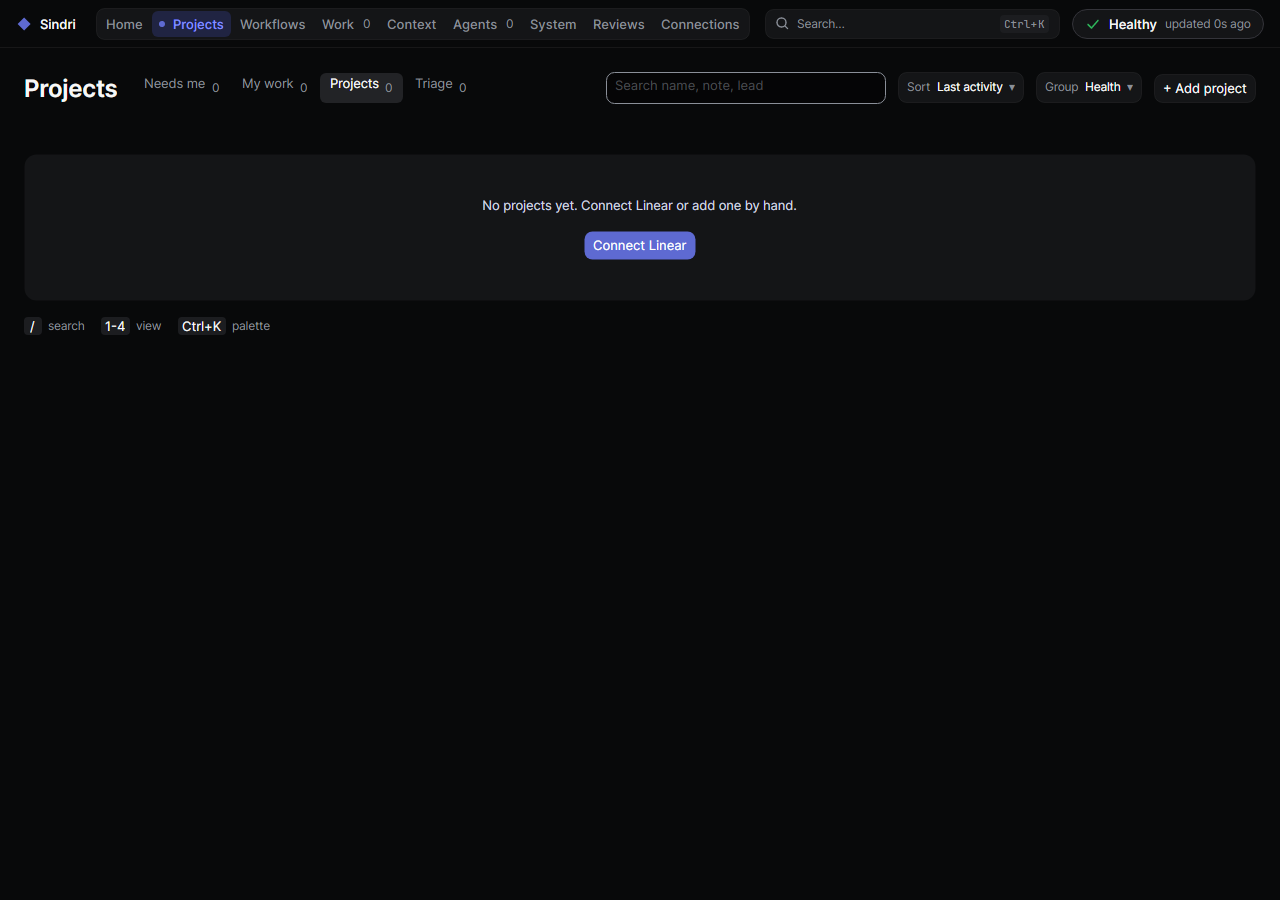 Sindri Home Projects Workflows Work 0 Context Agents 0 System Reviews Connections Search... Ctrl+K Healthy updated 0s ago
Projects Needs me 0 My work 0 Projects 0 Triage 0 Search name, note, lead Sort Last activity ▾ Group Health ▾ + Add project
No projects yet. Connect Linear or add one by hand.
Connect Linear
/ search 1-4 view Ctrl+K palette